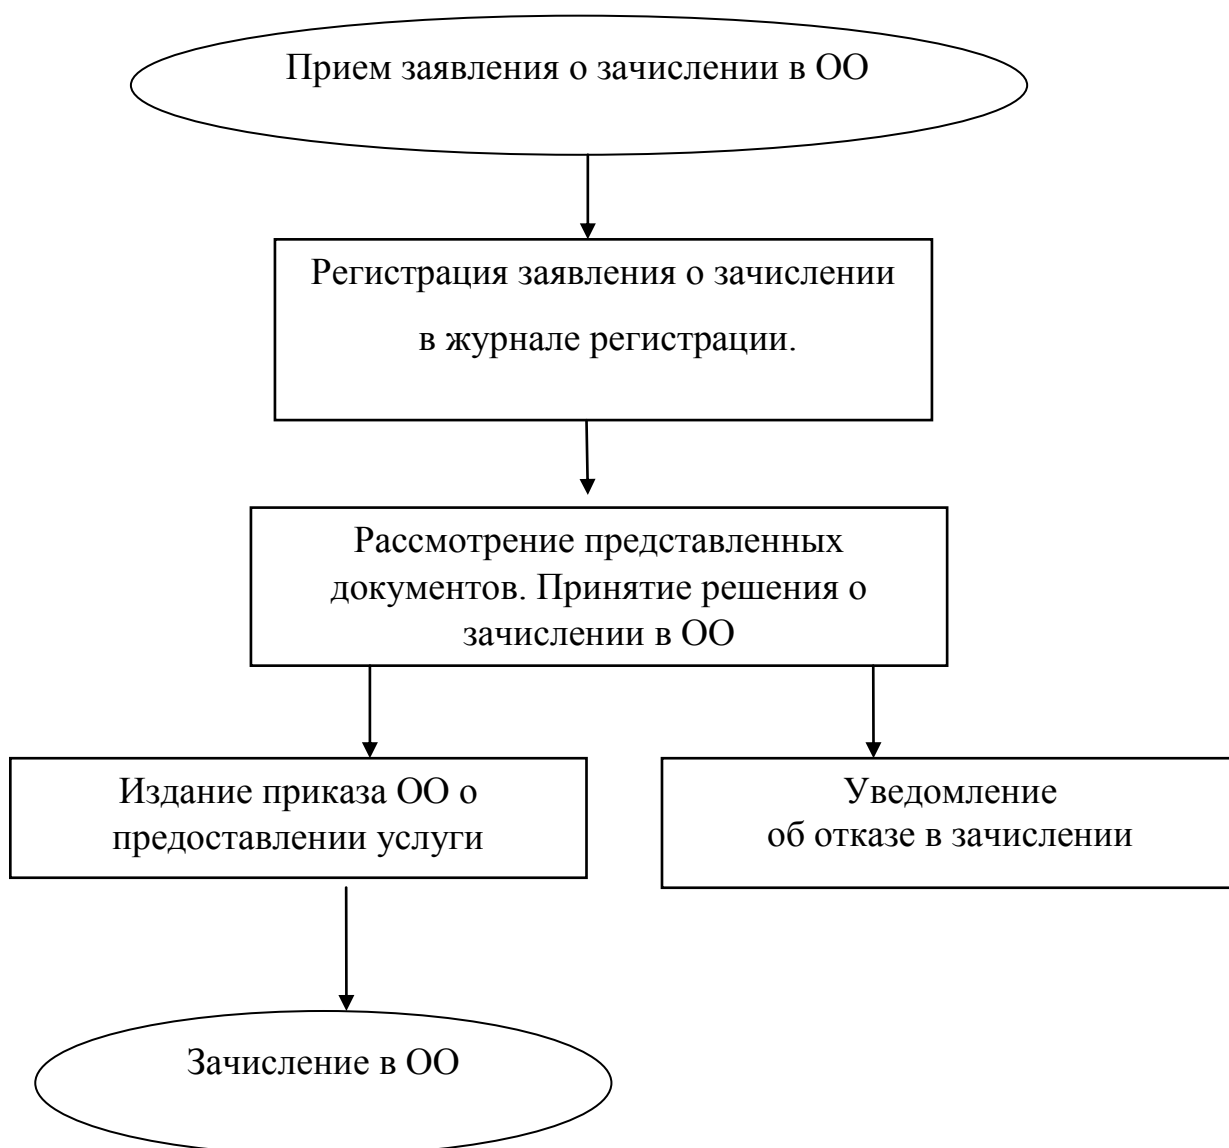 Прием заявления о зачислении в ОО
Регистрация заявления о зачислении
в журнале регистрации.
Рассмотрение представленных
документов. Принятие решения о
зачислении в ОО
Издание приказа ОО о
предоставлении услуги
Уведомление
об отказе в зачислении
Зачисление в ОО